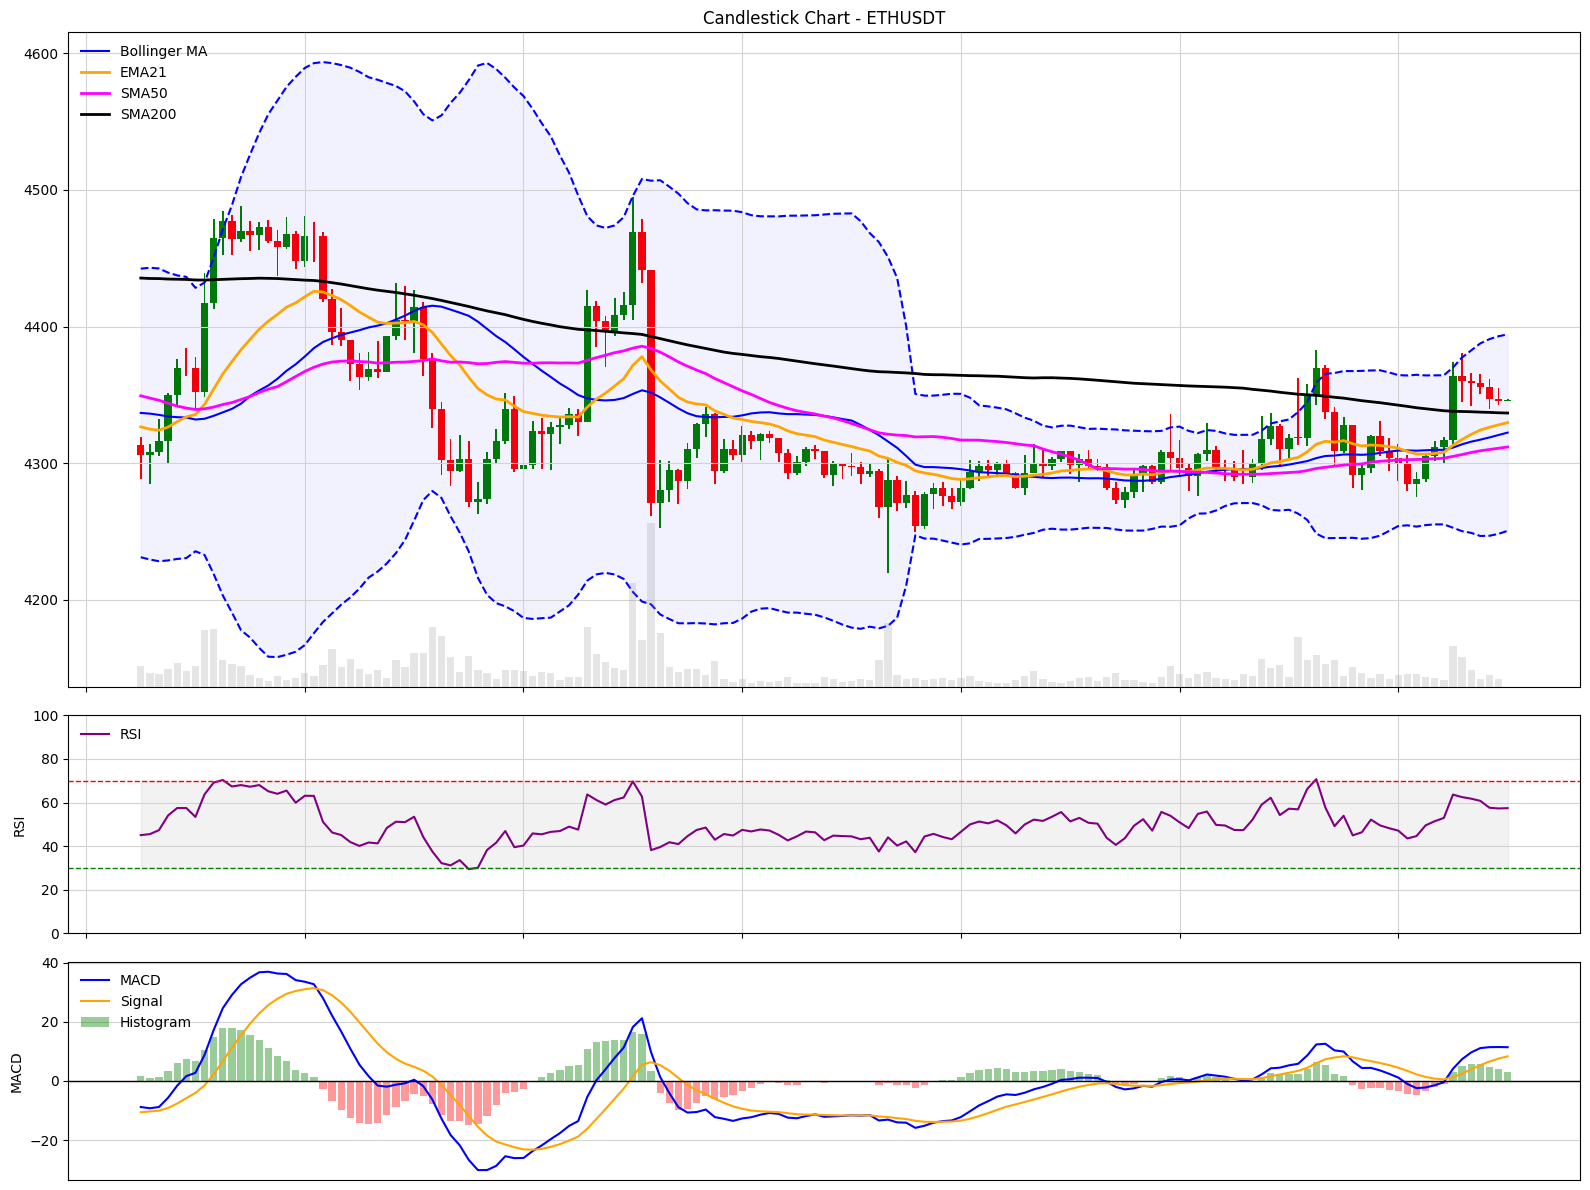 Candlestick Chart - ETHUSDT
4600
4500
4400
4300
4200
Bollinger MA
EMA21
SMA50
SMA200
RSI
100
80
60
40
20
0
RSI
MACD
40
20
0
−20
MACD
Signal
Histogram